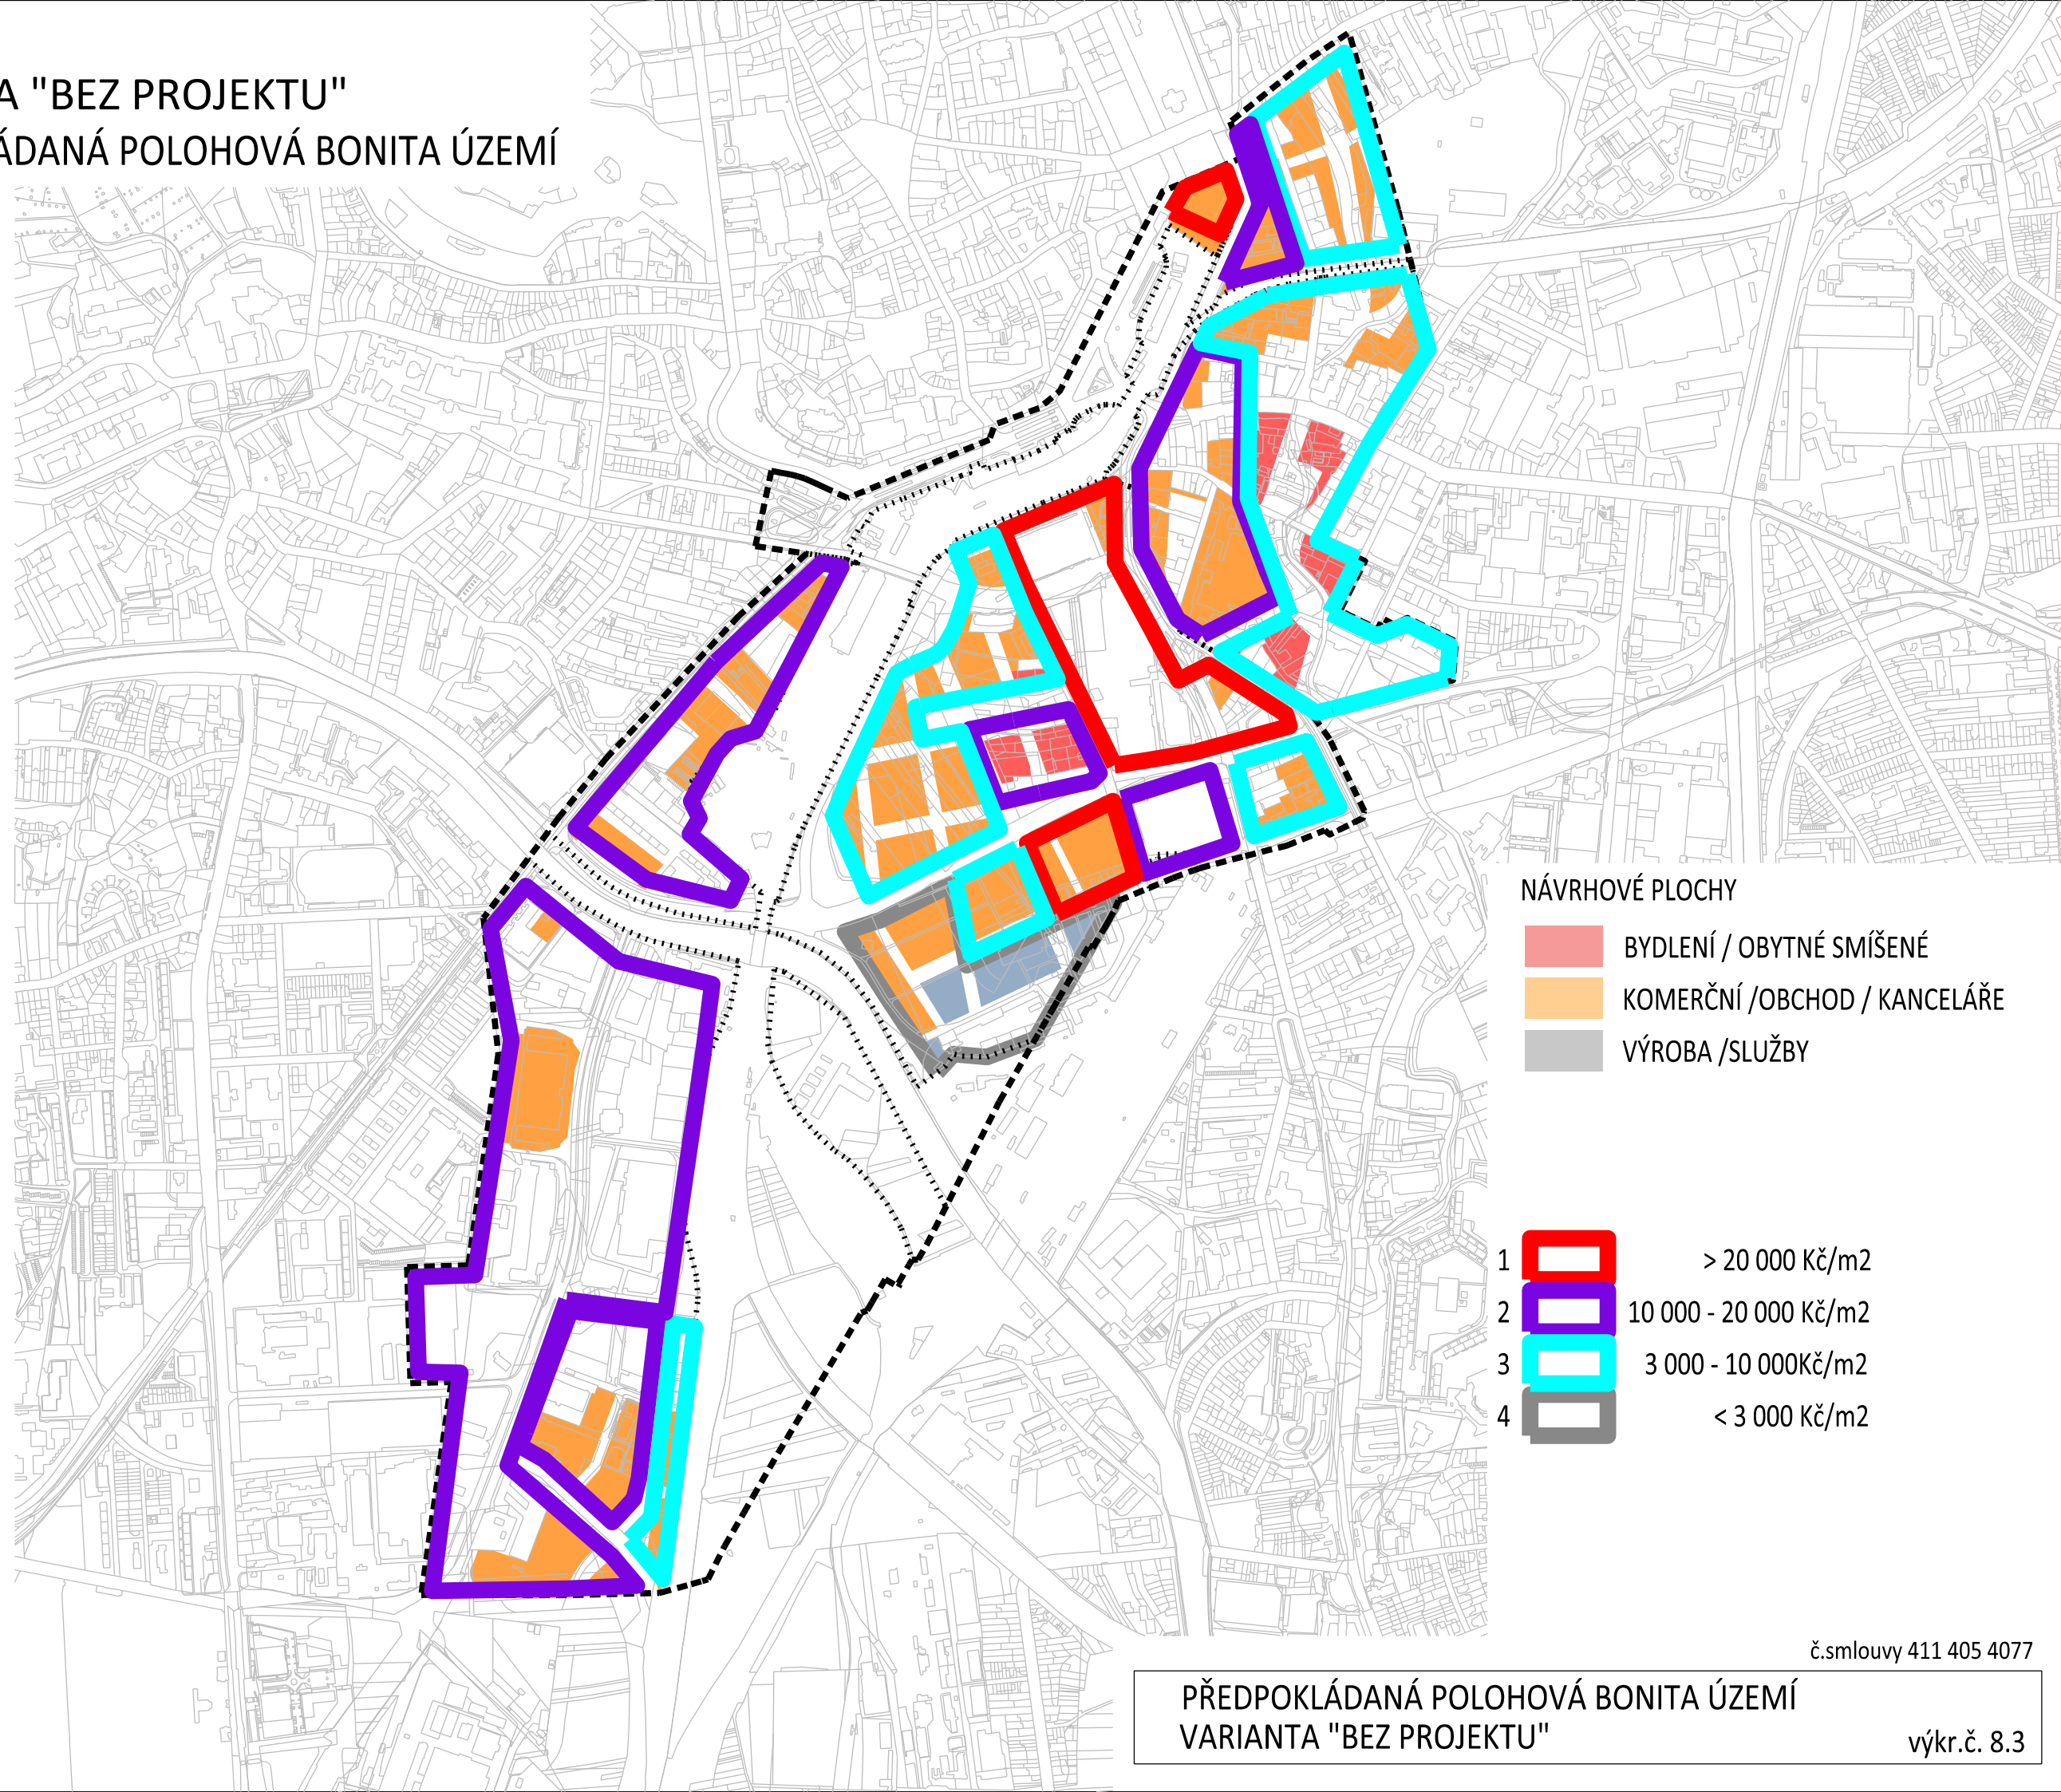 A "BEZ PROJEKTU"
ÁDANÁ POLOHOVÁ BONITA ÚZEMÍ
NÁVRHOVÉ PLOCHY
BYDLENÍ / OBYTNÉ SMÍŠENÉ
KOMERČNÍ /OBCHOD / KANCELÁŘE
VÝROBA /SLUŽBY
1 > 20 000 Kč/m2
2 10 000 - 20 000 Kč/m2
3 3 000 - 10 000Kč/m2
4 < 3 000 Kč/m2
č.smlouvy 411 405 4077
PŘEDPOKLÁDANÁ POLOHOVÁ BONITA ÚZEMÍ
VARIANTA "BEZ PROJEKTU"
výkr.č. 8.3